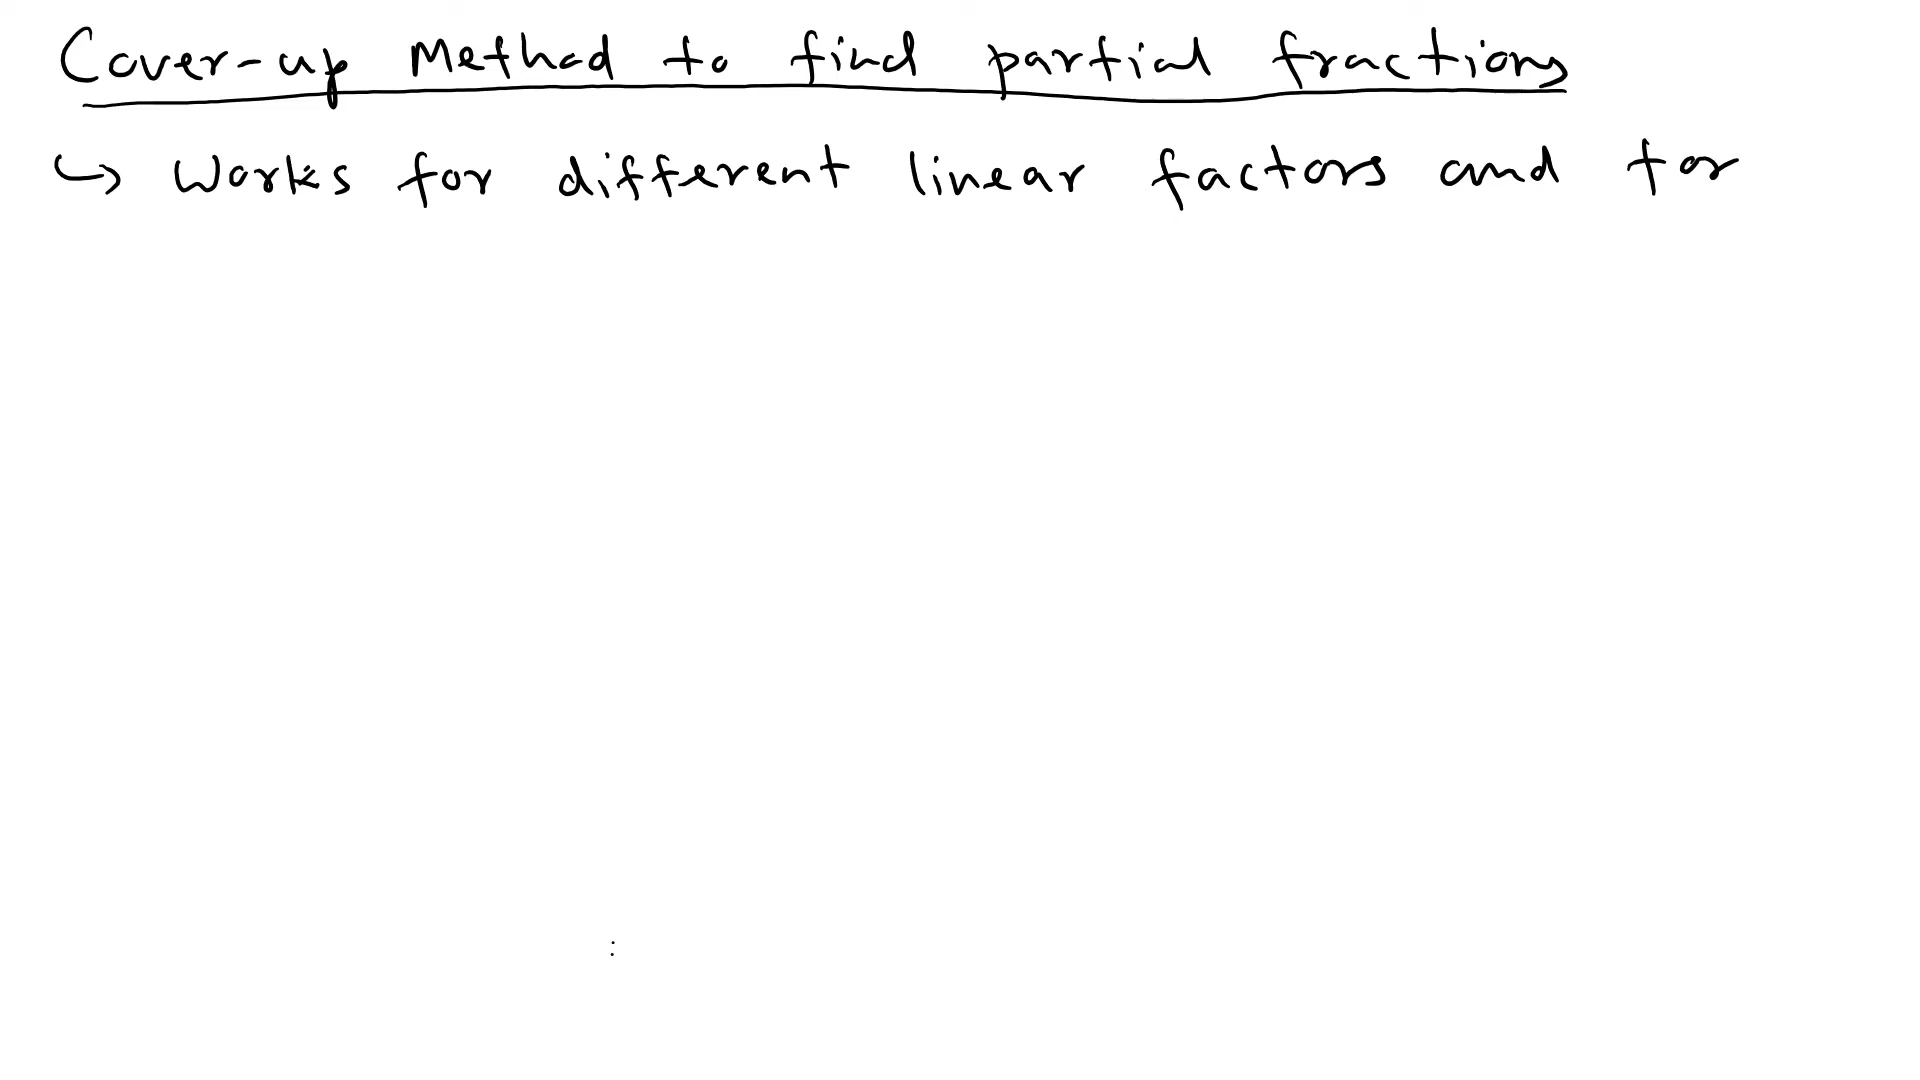 Cover-up Method to find partial fractions
↪ Works for different linear factors and for